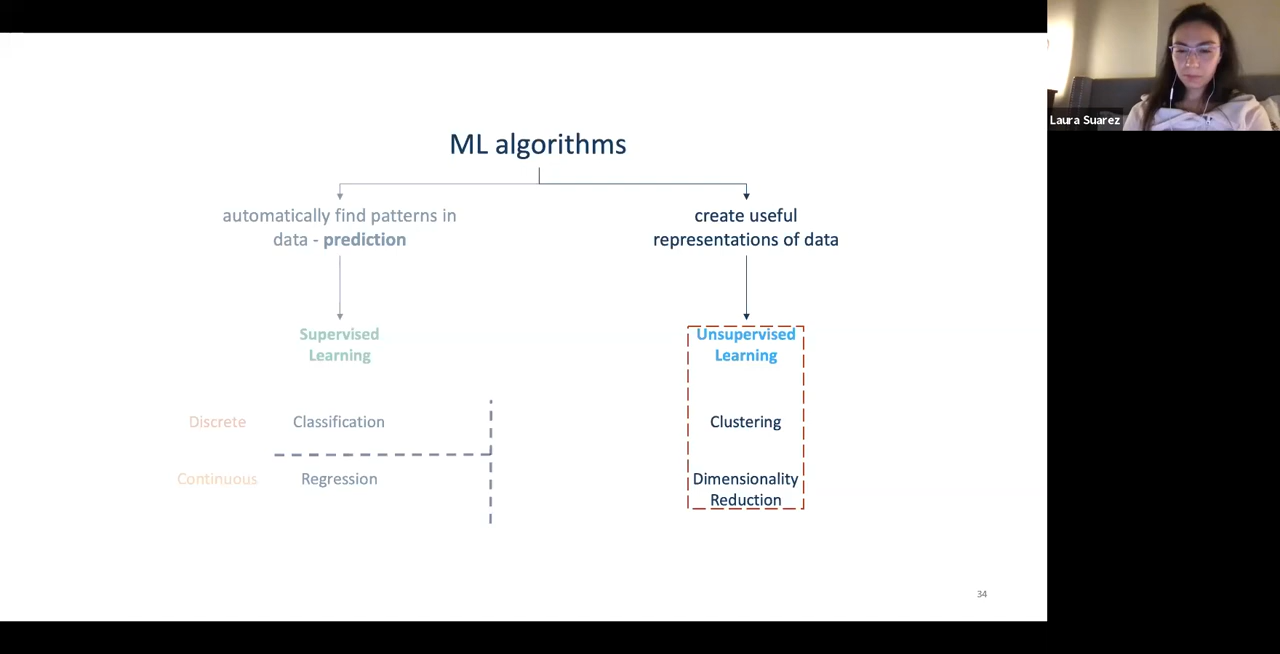 ML algorithms
automatically find patterns in
data - prediction
create useful
representations of data
Supervised
Learning
Unsupervised
Learning
Discrete
Classification
Clustering
Continuous
Regression
Dimensionality
Reduction
34
Laura Suarez